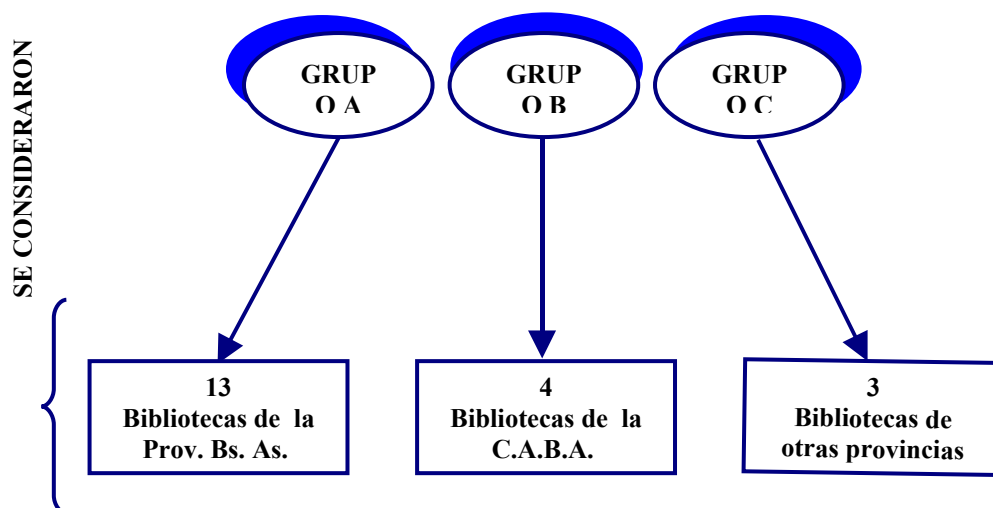 SE CONSIDERARON
GRUP
O A
GRUP
O B
GRUP
O C
13
Bibliotecas de la
Prov. Bs. As.
4
Bibliotecas de la
C.A.B.A.
3
Bibliotecas de
otras provincias